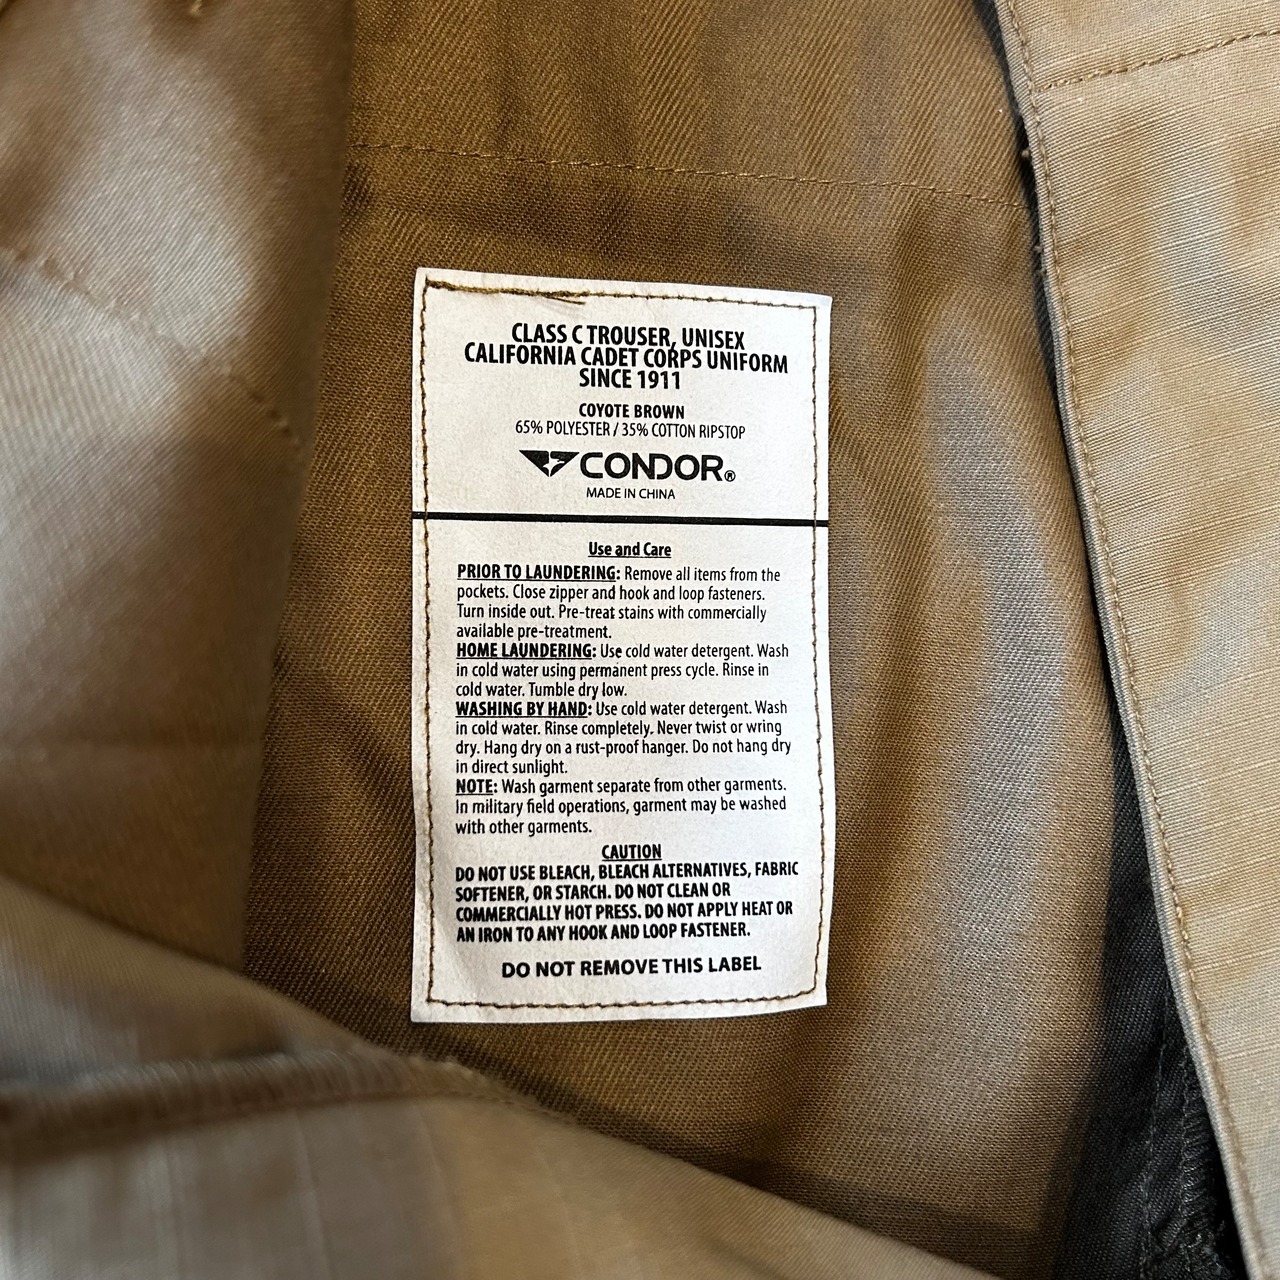 CLASS C TROUSER, UNISEX
CALIFORNIA CADET CORPS UNIFORM
SINCE 1911
COYOTE BROWN
65% POLYESTER / 35% COTTON RIPSTOP
CONDOR®
MADE IN CHINA
Use and Care
PRIOR TO LAUNDERING: Remove all items from the
pockets. Close zipper and hook and loop fasteners.
Turn inside out. Pre-treat stains with commercially
available pre-treatment.
HOME LAUNDERING: Use cold water detergent. Wash
in cold water using permanent press cycle. Rinse in
cold water. Tumble dry low.
WASHING BY HAND: Use cold water detergent. Wash
in cold water. Rinse completely. Never twist or wring
dry. Hang dry on a rust-proof hanger. Do not hang dry
in direct sunlight.
NOTE: Wash garment separate from other garments.
In military field operations, garment may be washed
with other garments.
CAUTION
DO NOT USE BLEACH, BLEACH ALTERNATIVES, FABRIC
SOFTENER, OR STARCH. DO NOT CLEAN OR
COMMERCIALLY HOT PRESS. DO NOT APPLY HEAT OR
AN IRON TO ANY HOOK AND LOOP FASTENER.
DO NOT REMOVE THIS LABEL